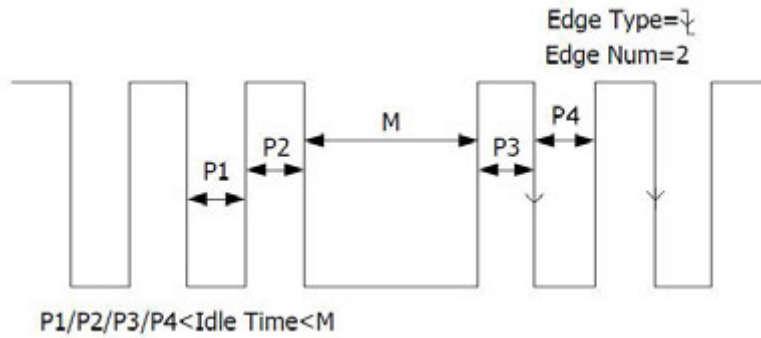 Edge Type=
Edge Num=2
M
P4
P2
P3
P1
P1/P2/P3/P4<Idle Time<M